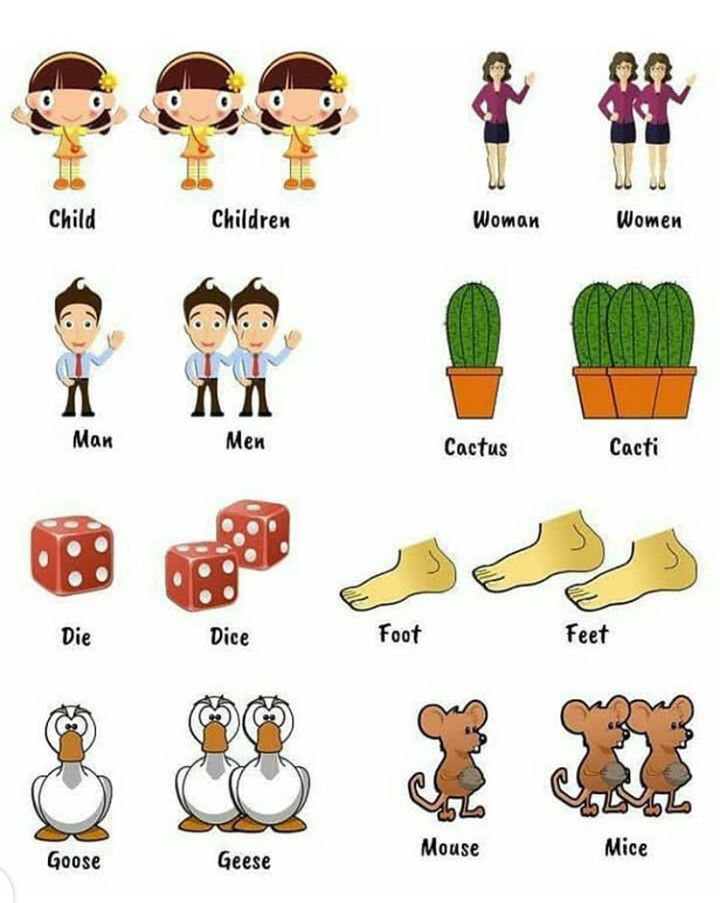 Child Children Woman Women
Man Men Cactus Cacti
Die Dice Foot Feet
Goose Geese Mouse Mice